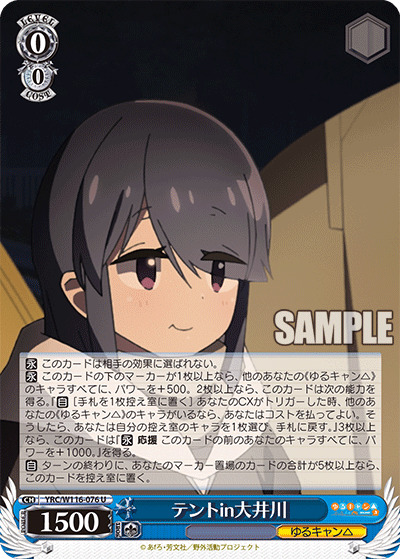 LEVEL
0
0
COST
SAMPLE
永 このカードは相手の効果に選ばれない。
永 このカードの下のマーカーが1枚以上なら、他のあなたの《ゆるキャン△》
のキャラすべてに、パワーを+500。2枚以上なら、このカードは次の能力を
得る。『自［手札を1枚控え室に置く］あなたのCXがトリガーした時、他のあ
なたの《ゆるキャン△》のキャラがいるなら、あなたはコストを払ってよい。そ
うしたら、あなたは自分の控え室のキャラを1枚選び、手札に戻す。』3枚以上
なら、このカードは『永 応援 このカードの前のあなたのキャラすべてに、パ
ワーを+1000。』を得る。
自 ターンの終わりに、あなたのマーカー置場のカードの合計が5枚以上なら、
このカードを控え室に置く。
CH YRC/W116-076 U
テントin大井川
ゆるキャン△
1500
ゆるキャン△
©あfろ・芳文社／野外活動プロジェクト